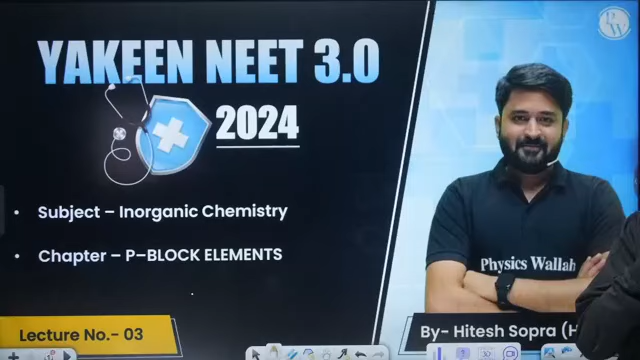 YAKEEN NEET 3.0
2024
• Subject – Inorganic Chemistry
• Chapter – P–BLOCK ELEMENTS
Lecture No.- 03
PW
Physics Wallah
By- Hitesh Sopra (H